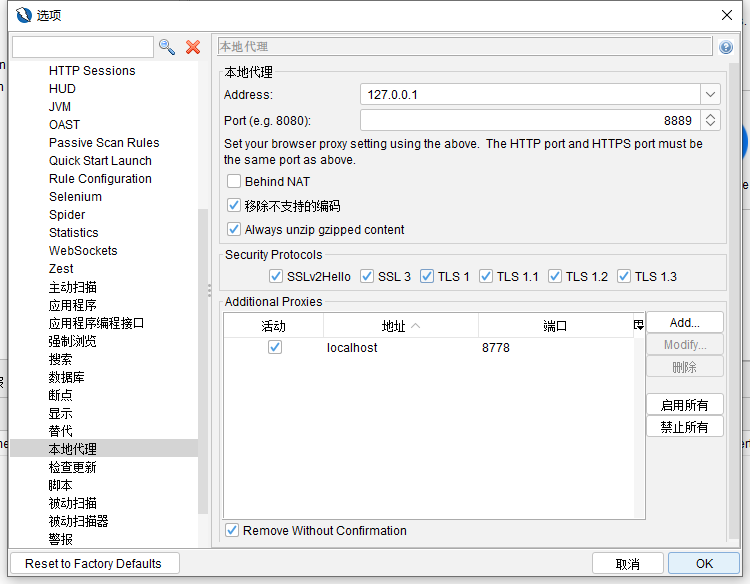 选项
本地代理
HTTP Sessions
HUD
JVM
OAST
Passive Scan Rules
Quick Start Launch
Rule Configuration
Selenium
Spider
Statistics
WebSockets
Zest
主动扫描
应用程序
应用程序编程接口
强制浏览
搜索
数据库
断点
显示
替代
本地代理
检查更新
脚本
被动扫描
被动扫描器
警报
本地代理
Address:
127.0.0.1
Port (e.g. 8080):
8889
Set your browser proxy setting using the above. The HTTP port and HTTPS port must be
the same port as above.
Behind NAT
移除不支持的编码
Always unzip gzipped content
Security Protocols
SSLv2Hello SSL 3 TLS 1 TLS 1.1 TLS 1.2 TLS 1.3
Additional Proxies
活动 地址 端口
localhost 8778
Add...
Modify...
删除
启用所有
禁止所有
Remove Without Confirmation
Reset to Factory Defaults
取消
OK